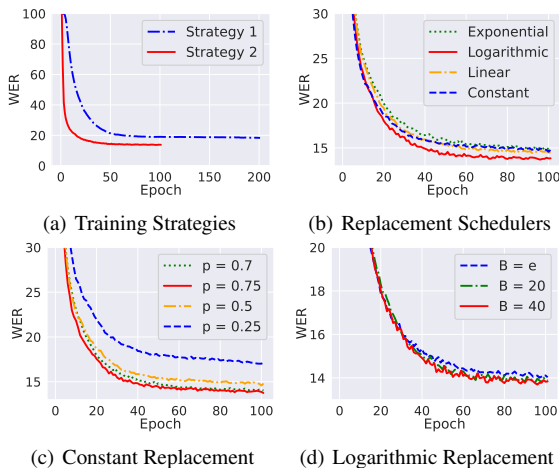 100
80
60
40
20
0
WER
0
50
100
150
200
Epoch
Strategy 1
Strategy 2
(a) Training Strategies
30
25
20
15
WER
0
20
40
60
80
100
Epoch
Exponential
Logarithmic
Linear
Constant
(b) Replacement Schedulers
30
25
20
15
WER
0
20
40
60
80
100
Epoch
p = 0.7
p = 0.75
p = 0.5
p = 0.25
(c) Constant Replacement
20
18
16
14
WER
0
20
40
60
80
100
Epoch
B = e
B = 20
B = 40
(d) Logarithmic Replacement